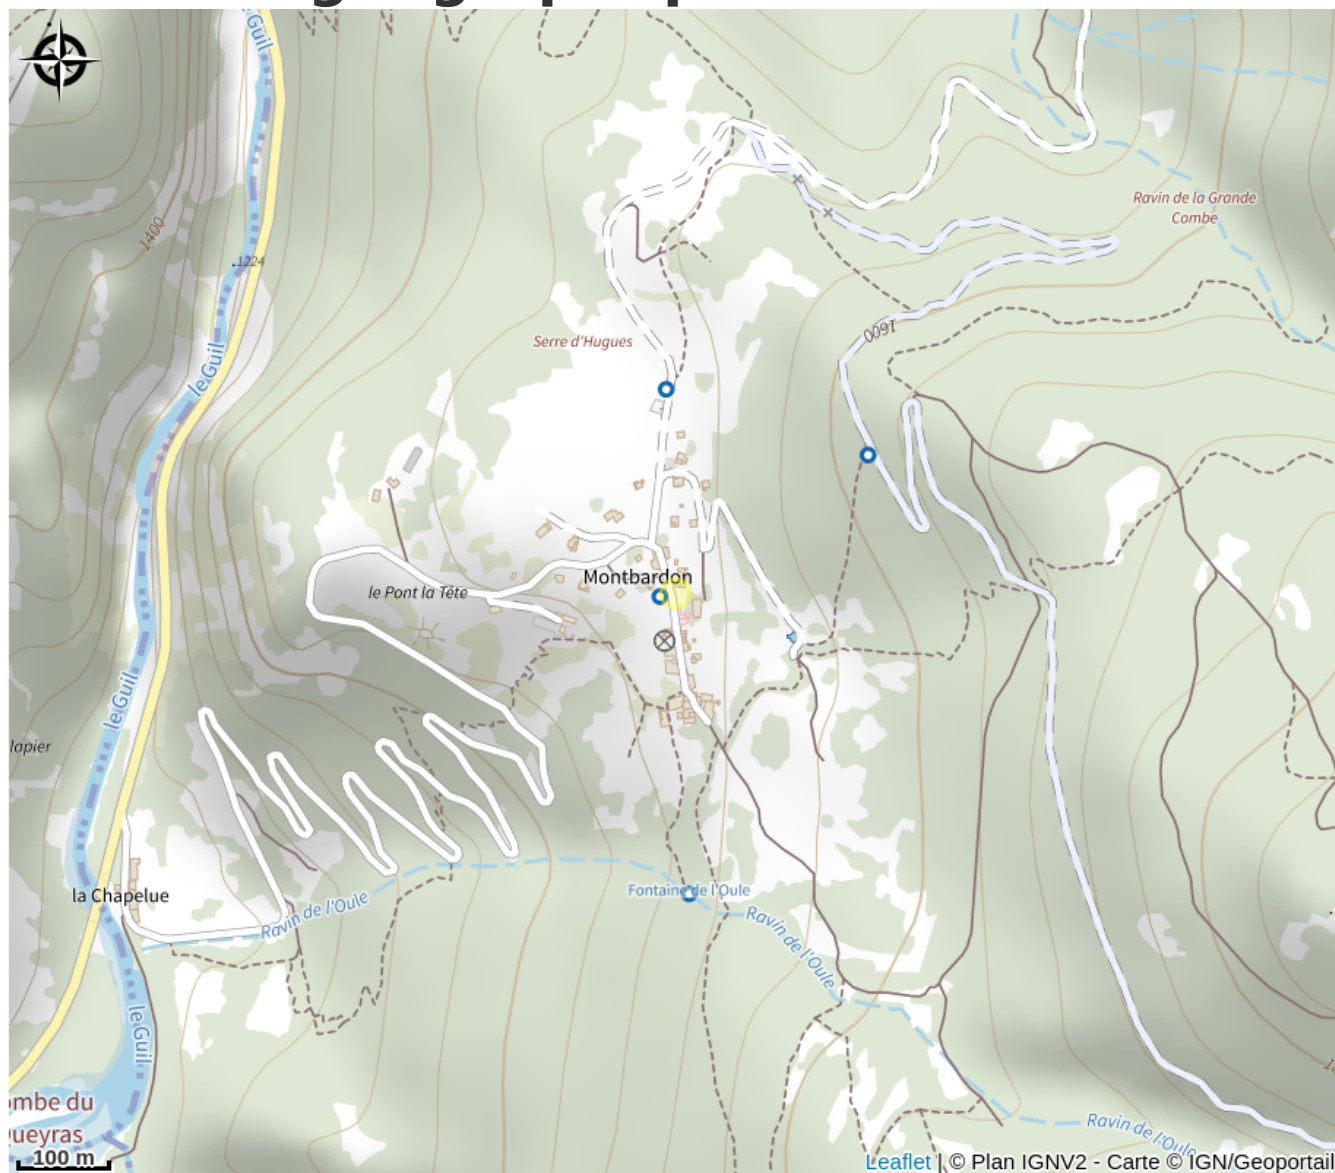 le Guil
1400
.1224
Ravin de la Grande
Combe
1600
Serre d'Hugues
le Guil
Montbardon
le Pont la Tête
le Guil
lapier
la Chapelue
Ravin de l'Oule
Fontaine de l'Oule
Ravin de l'Oule
le Guil
ombe du
ueyras
Ravin de l'Oule
100 m
Leaflet | © Plan IGNV2 - Carte © IGN/Geoportail